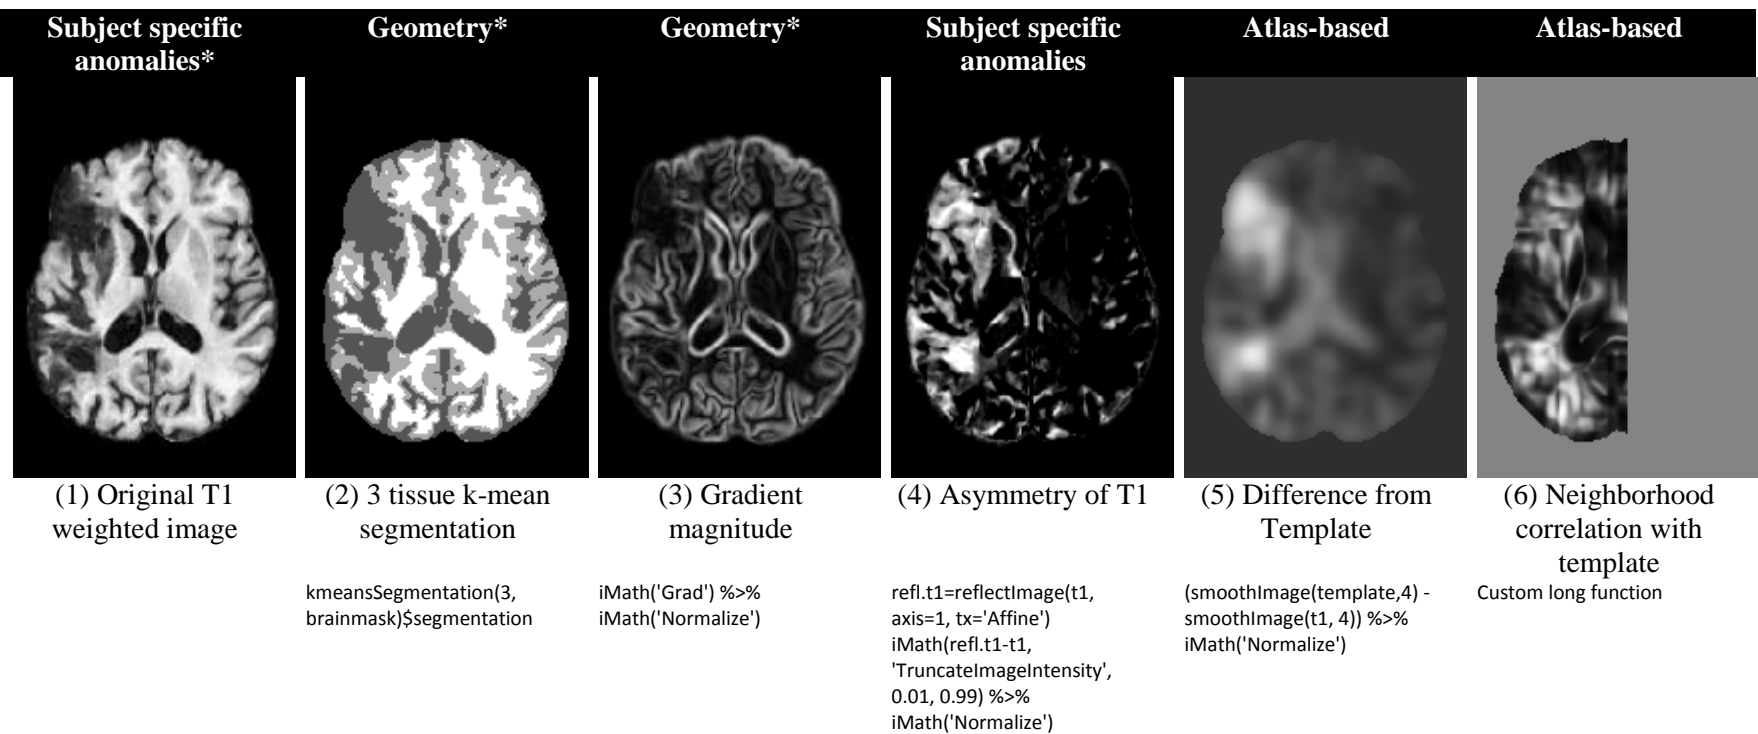 Subject specific
anomalies*
Geometry*
Geometry*
Subject specific
anomalies
Atlas-based
Atlas-based
(1) Original T1
weighted image
(2) 3 tissue k-mean
segmentation
(3) Gradient
magnitude
(4) Asymmetry of T1
(5) Difference from
Template
(6) Neighborhood
correlation with
template
kmeansSegmentation(3,
brainmask)$segmentation
iMath('Grad') %>%
iMath('Normalize')
refl.t1=reflectImage(t1,
axis=1, tx='Affine')
iMath(refl.t1-t1,
'TruncateImageIntensity',
0.01, 0.99) %>%
iMath('Normalize')
(smoothImage(template,4) -
smoothImage(t1, 4)) %>%
iMath('Normalize')
Custom long function